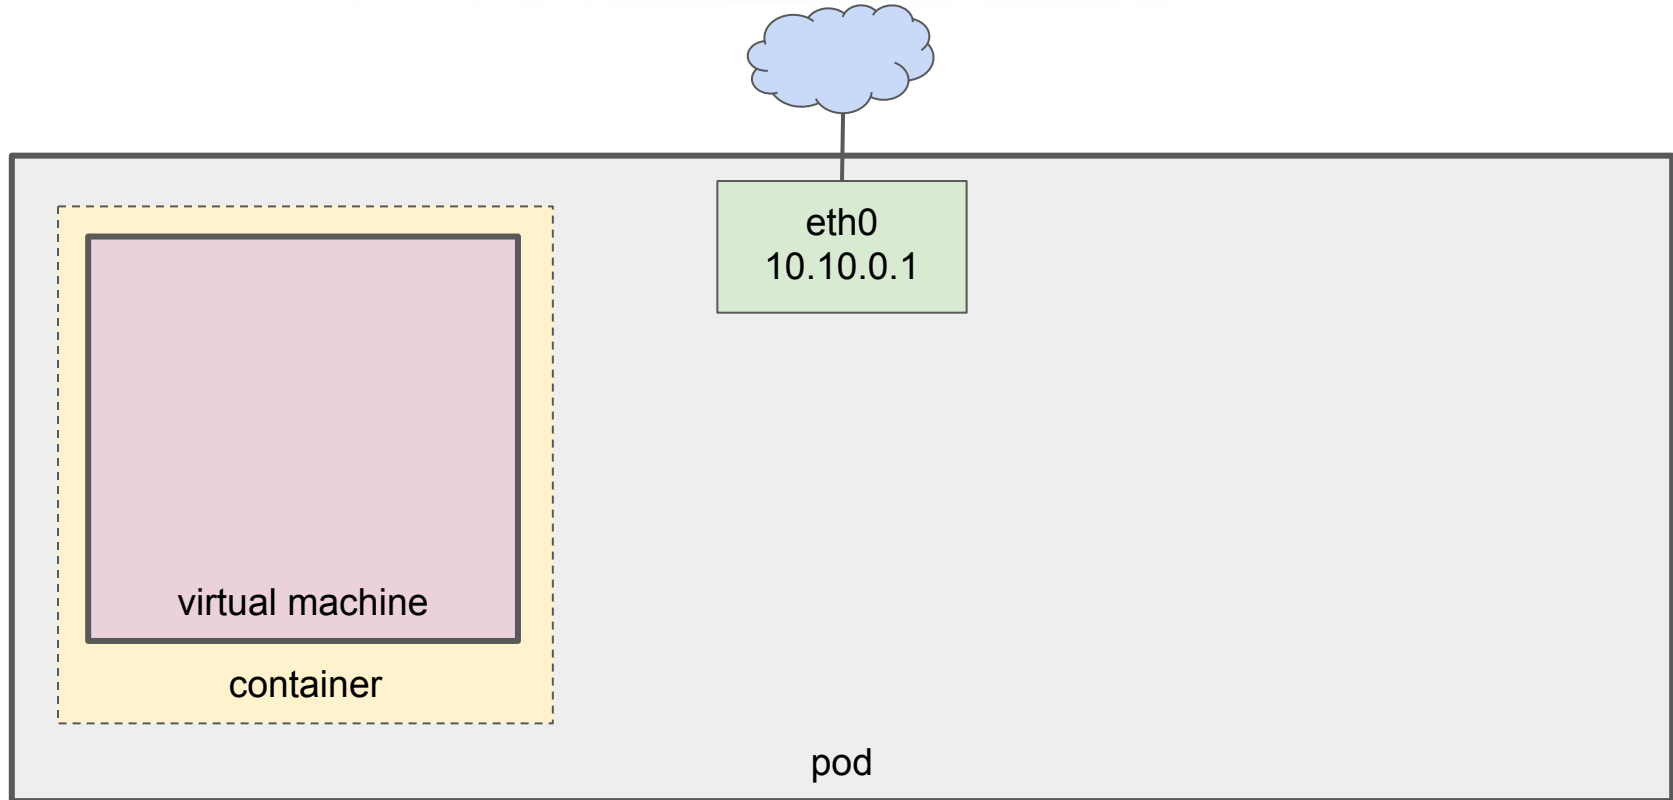 eth0
10.10.0.1
virtual machine
container
pod